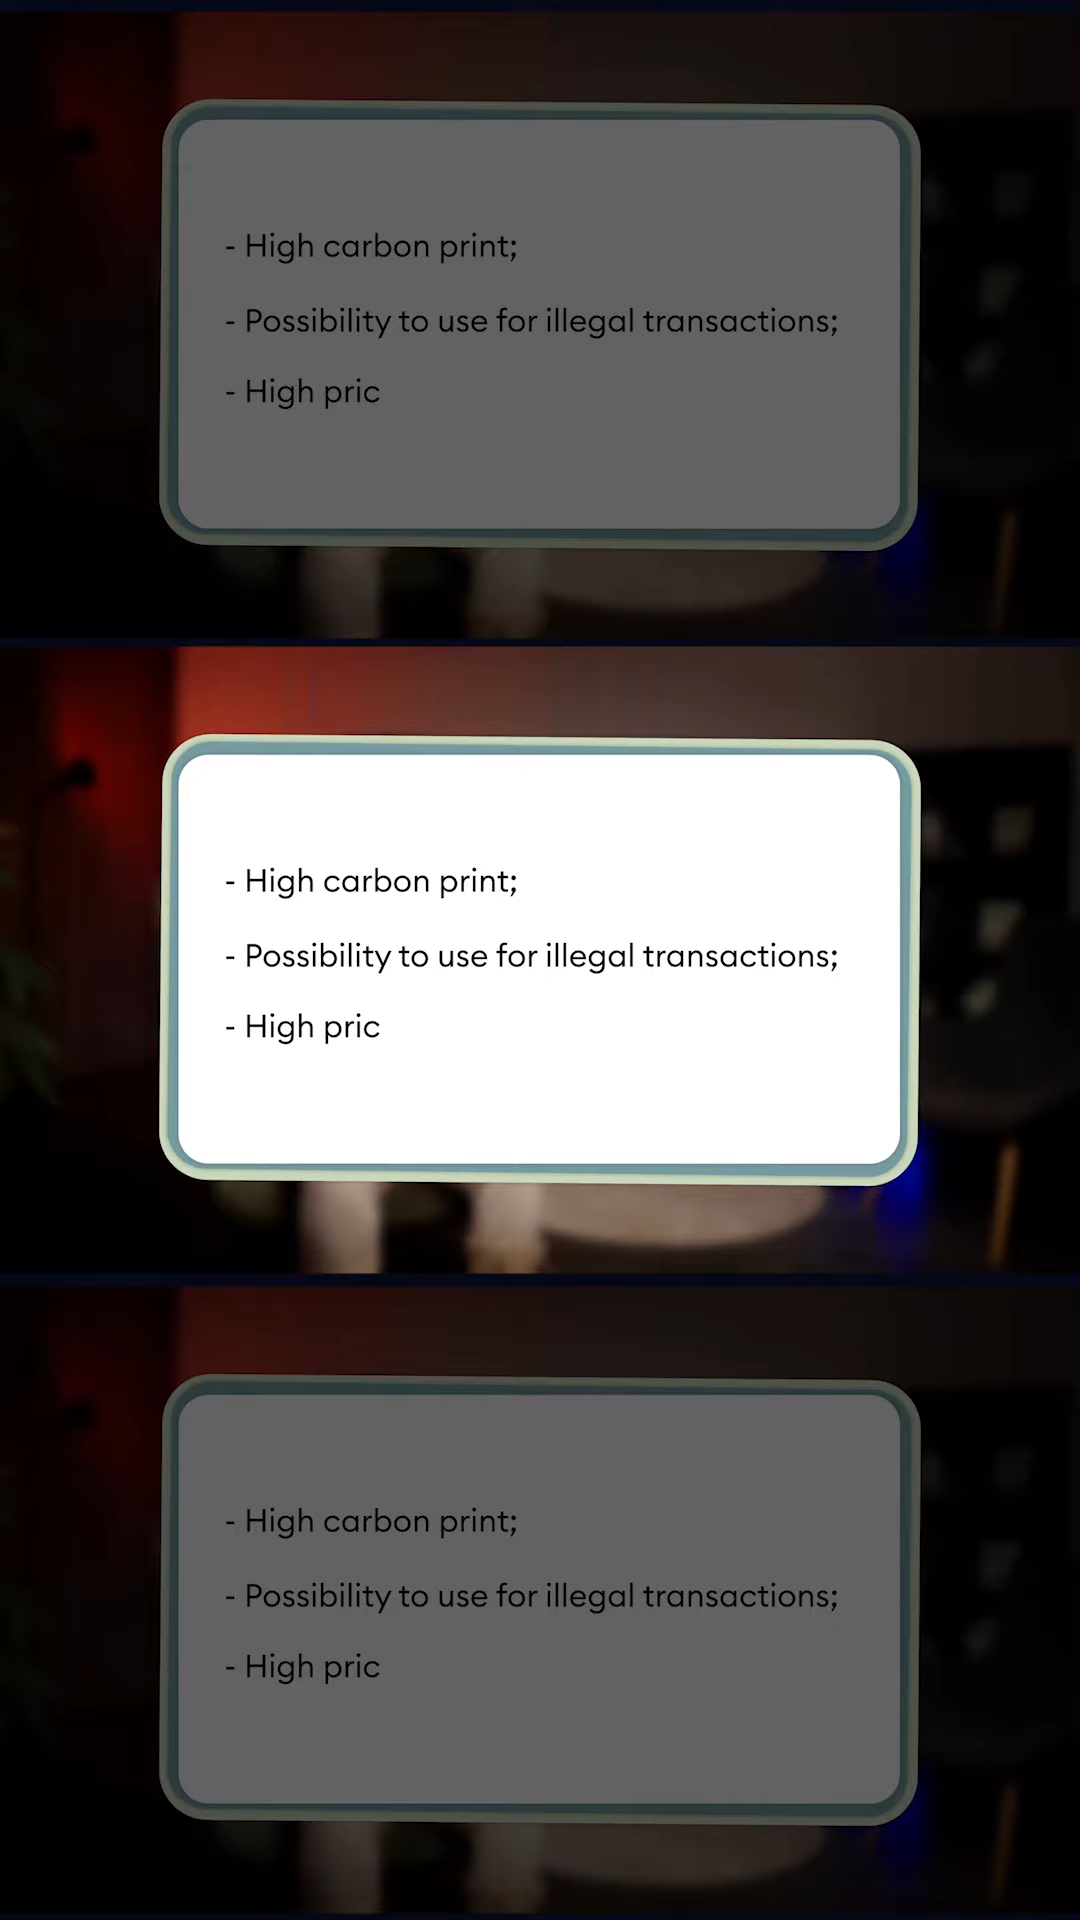 - High carbon print;
- Possibility to use for illegal transactions;
- High pric
- High carbon print;
- Possibility to use for illegal transactions;
- High pric
- High carbon print;
- Possibility to use for illegal transactions;
- High pric